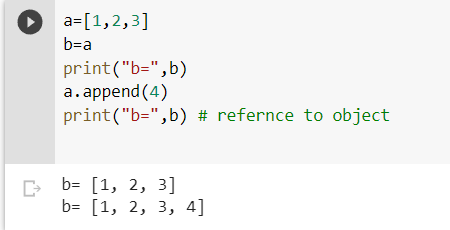 a=[1,2,3]
b=a
print("b=",b)
a.append(4)
print("b=",b) # refernce to object
b= [1, 2, 3]
b= [1, 2, 3, 4]